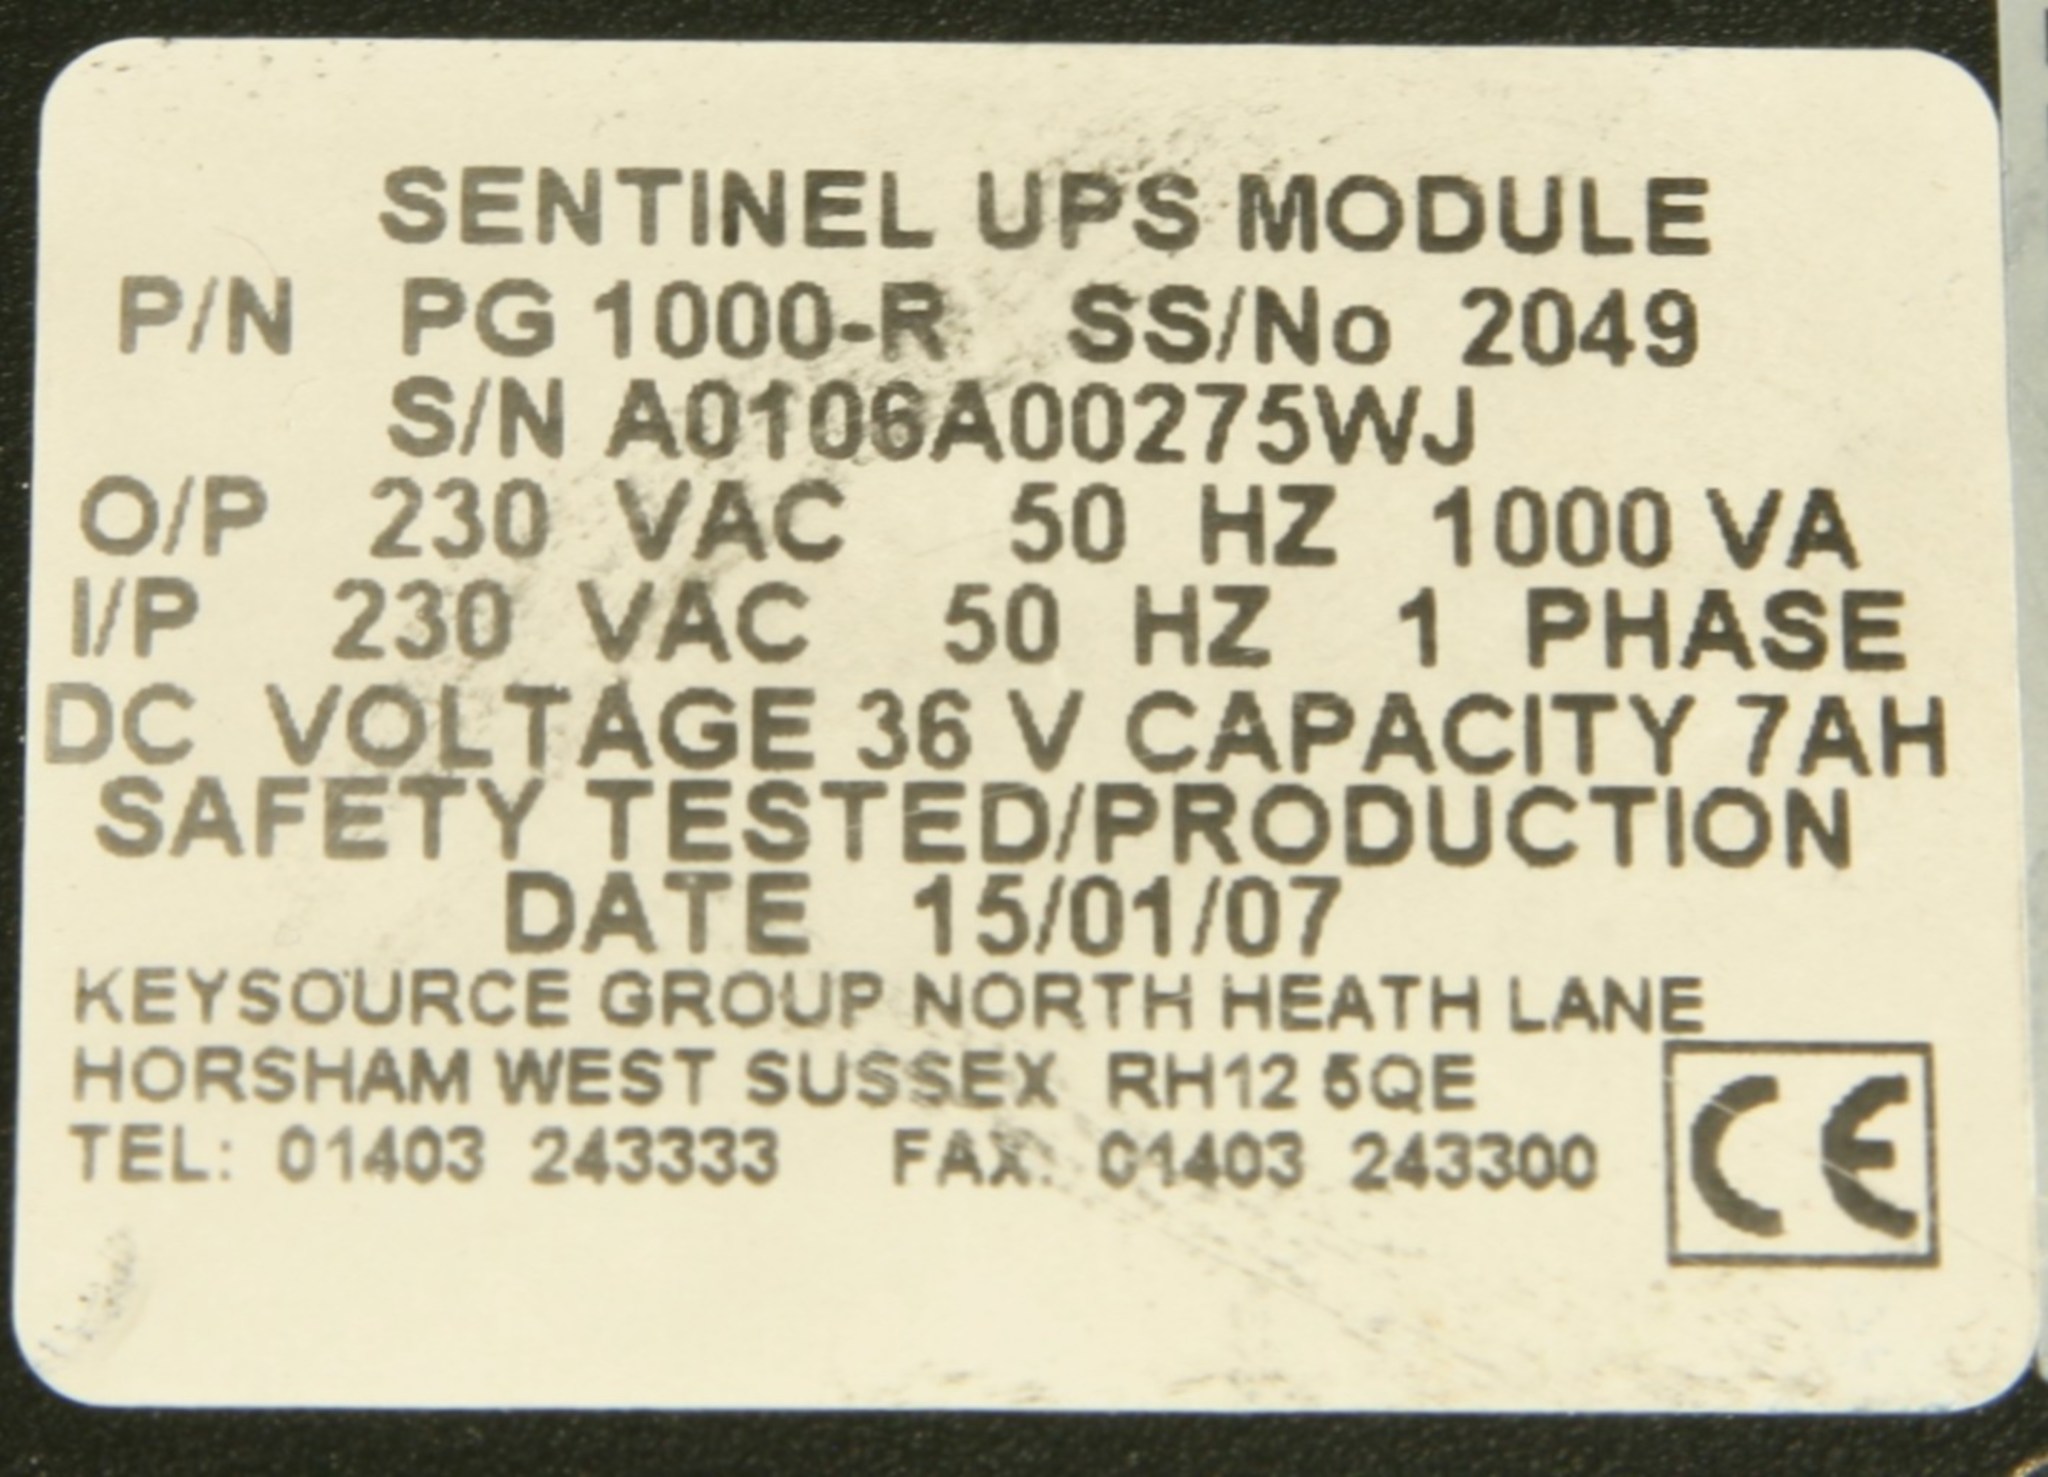 SENTINEL UPS MODULE
P/N PG 1000-R SS/No 2049
S/N A0106A00275WJ
O/P 230 VAC 50 HZ 1000 VA
I/P 230 VAC 50 HZ 1 PHASE
DC VOLTAGE 36 V CAPACITY 7AH
SAFETY TESTED/PRODUCTION
DATE 15/01/07
KEYSOURCE GROUP NORTH HEATH LANE
HORSHAM WEST SUSSEX RH12 5QE
TEL: 01403 243333 FAX: 01403 243300
CE